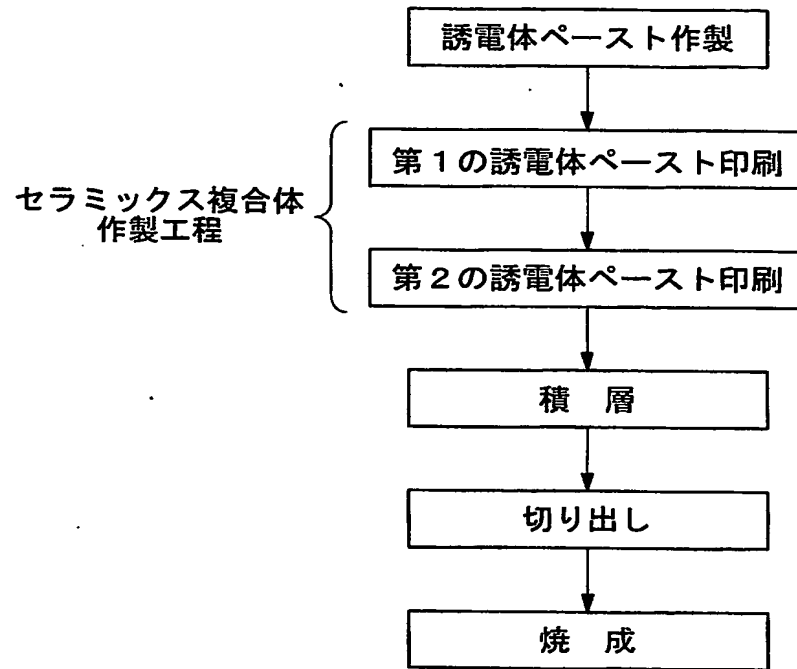 誘電体ペースト作製
第1の誘電体ペースト印刷
セラミックス複合体
作製工程
第2の誘電体ペースト印刷
積 層
切り出し
焼 成